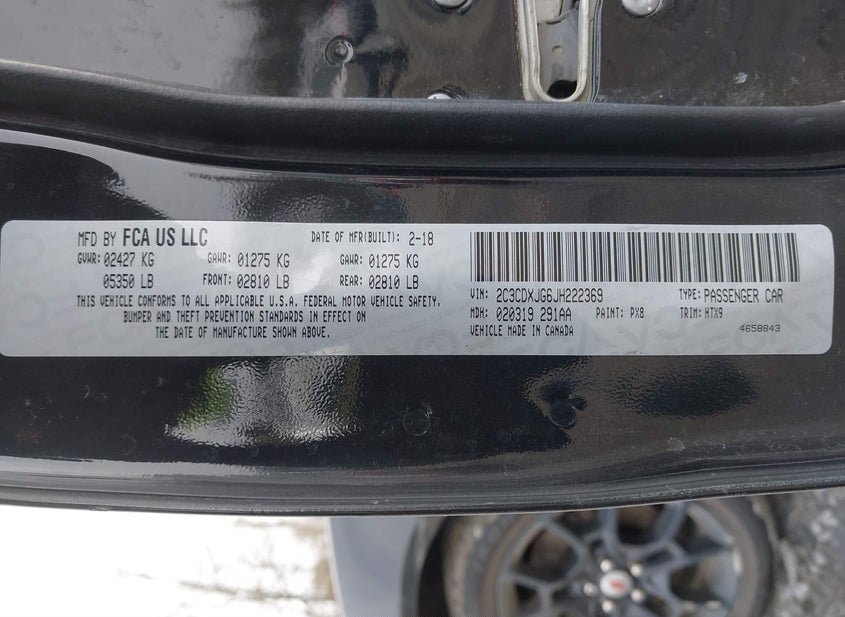 MFD BY FCA US LLC DATE OF MFR(BUILT): 2-18
GVWR: 02427 KG GAWR: 01275 KG GAWR: 01275 KG
05350 LB FRONT: 02810 LB REAR: 02810 LB
THIS VEHICLE CONFORMS TO ALL APPLICABLE U.S.A. FEDERAL MOTOR VEHICLE SAFETY,
BUMPER AND THEFT PREVENTION STANDARDS IN EFFECT ON
THE DATE OF MANUFACTURE SHOWN ABOVE.
VIN: 2C3CDXJG6JH222369 TYPE: PASSENGER CAR
MDH: 020319 291AA PAINT: PX8 TRIM: HTX9
VEHICLE MADE IN CANADA 4658843